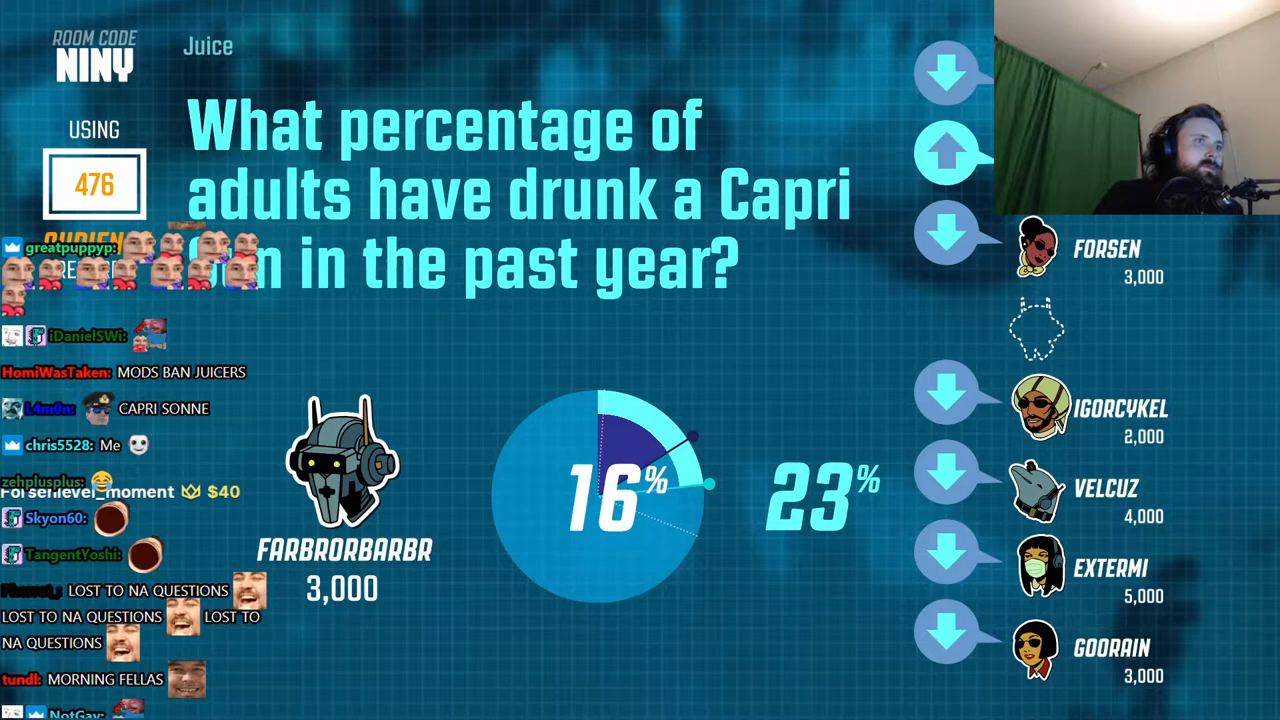 ROOM CODE
NINY
Juice
USING
476
What percentage of
adults have drunk a Capri
in in the past year?
greatpuppyp:
iDanielSWi:
HomiWasTaken: MODS BAN JUICERS
L4m0n: CAPRI SONNE
chris5528: Me
zehplusplus:
Forsenlevel_moment $40
Skyon60:
TangentYoshi:
LOST TO NA QUESTIONS
LOST TO NA QUESTIONS LOST TO
NA QUESTIONS
tundl: MORNING FELLAS
NotGay:
FARBRORBARBR
3,000
16%
23%
FORSEN
3,000
IGORCYKEL
2,000
VELCUZ
4,000
EXTERMI
5,000
GOORAIN
3,000